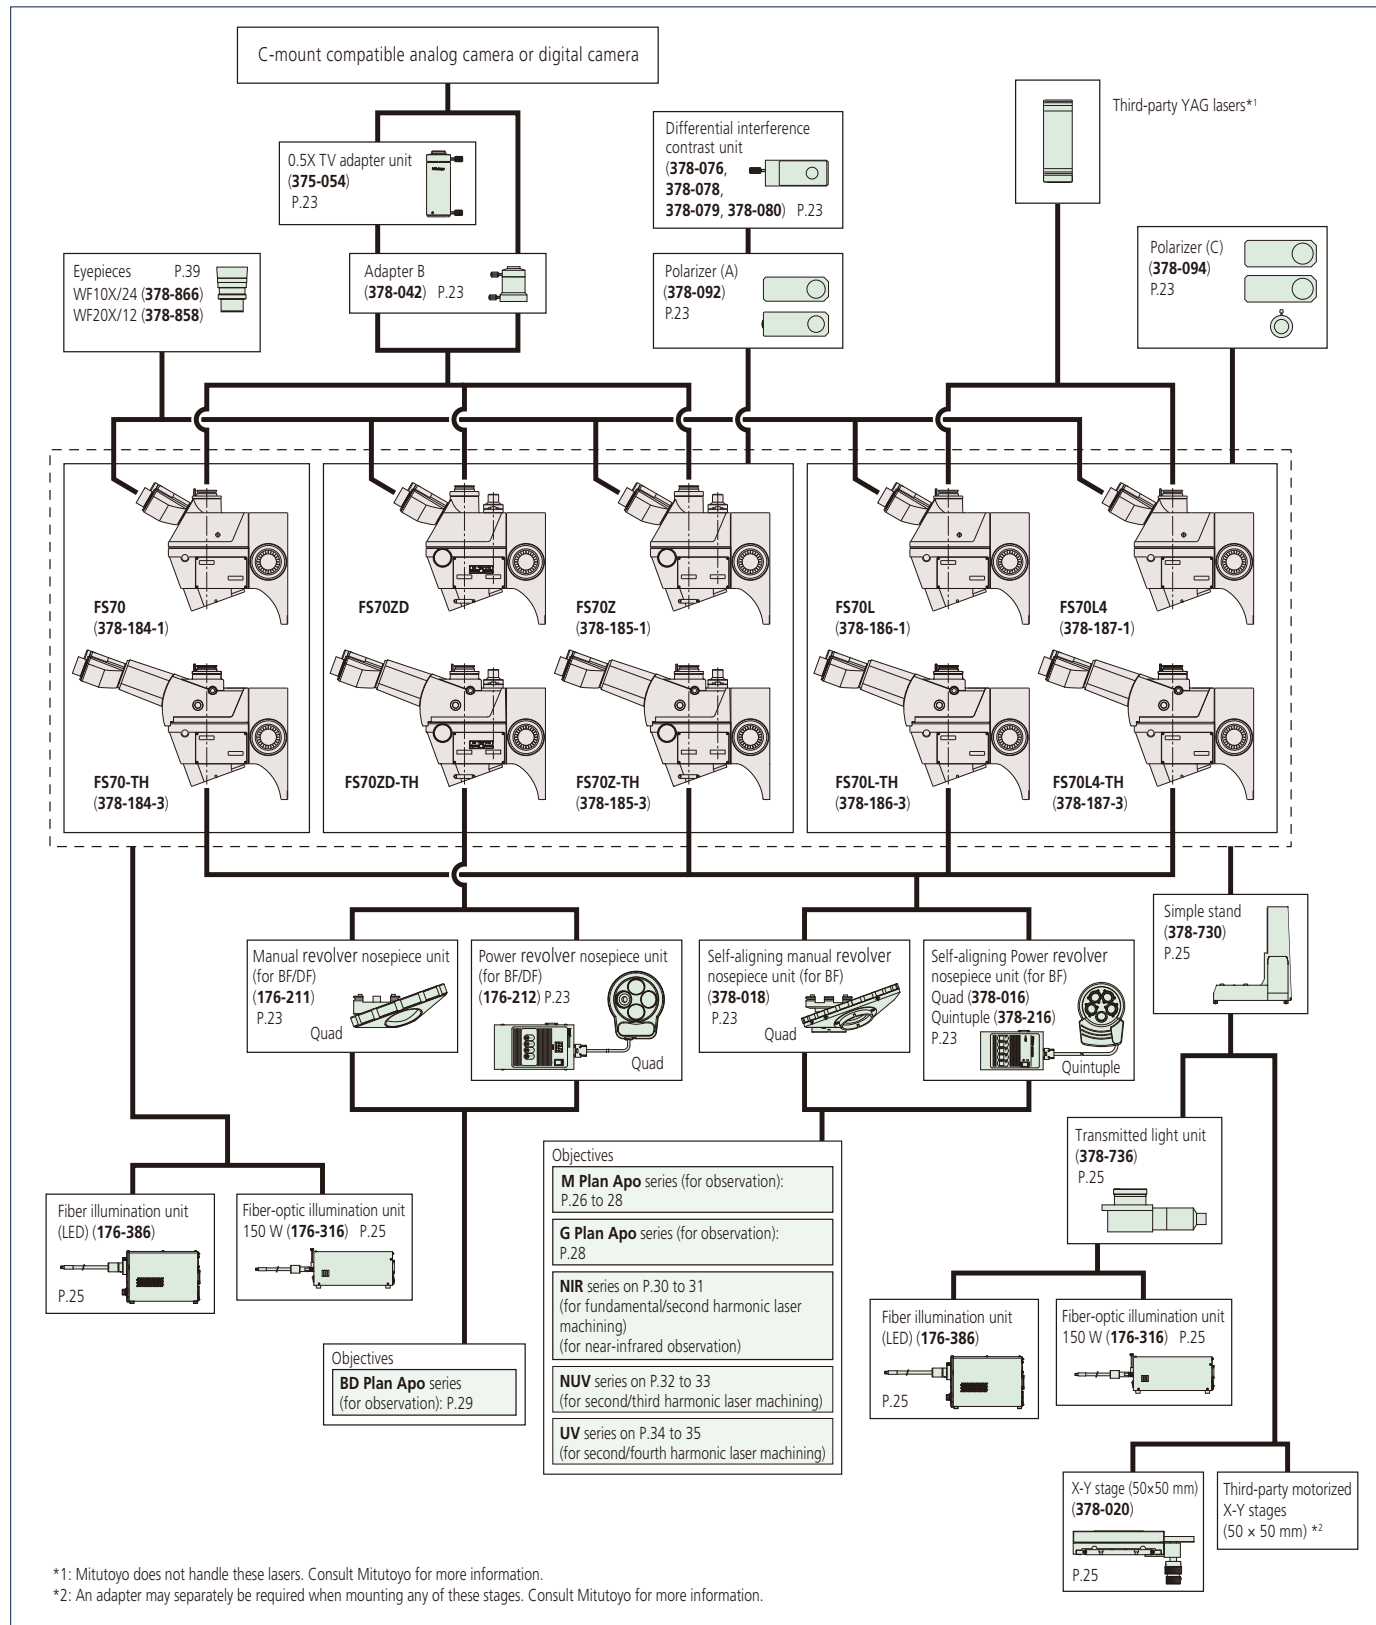 C-mount compatible analog camera or digital camera
Third-party YAG lasers*1
0.5X TV adapter unit
(375-054)
P.23
Differential interference
contrast unit
(378-076,
378-078,
378-079, 378-080) P.23
Eyepieces P.39
WF10X/24 (378-866)
WF20X/12 (378-858)
Adapter B
(378-042) P.23
Polarizer (A)
(378-092)
P.23
Polarizer (C)
(378-094)
P.23
FS70
(378-184-1)
FS70ZD
FS70Z
(378-185-1)
FS70L
(378-186-1)
FS70L4
(378-187-1)
FS70-TH
(378-184-3)
FS70ZD-TH
FS70Z-TH
(378-185-3)
FS70L-TH
(378-186-3)
FS70L4-TH
(378-187-3)
Simple stand
(378-730)
P.25
Manual revolver nosepiece unit
(for BF/DF)
(176-211)
P.23
Quad
Power revolver nosepiece unit
(for BF/DF)
(176-212) P.23
Quad
Self-aligning manual revolver
nosepiece unit (for BF)
(378-018)
P.23
Quad
Self-aligning Power revolver
nosepiece unit (for BF)
Quad (378-016)
Quintuple (378-216)
P.23
Quintuple
Transmitted light unit
(378-736)
P.25
Objectives
M Plan Apo series (for observation):
P.26 to 28
G Plan Apo series (for observation):
P.28
NIR series on P.30 to 31
(for fundamental/second harmonic laser
machining)
(for near-infrared observation)
NUV series on P.32 to 33
(for second/third harmonic laser machining)
UV series on P.34 to 35
(for second/fourth harmonic laser machining)
Fiber illumination unit
(LED) (176-386)
P.25
Fiber-optic illumination unit
150 W (176-316) P.25
Objectives
BD Plan Apo series
(for observation): P.29
Fiber illumination unit
(LED) (176-386)
P.25
Fiber-optic illumination unit
150 W (176-316) P.25
X-Y stage (50×50 mm)
(378-020)
P.25
Third-party motorized
X-Y stages
(50 × 50 mm) *2
*1: Mitutoyo does not handle these lasers. Consult Mitutoyo for more information.
*2: An adapter may separately be required when mounting any of these stages. Consult Mitutoyo for more information.